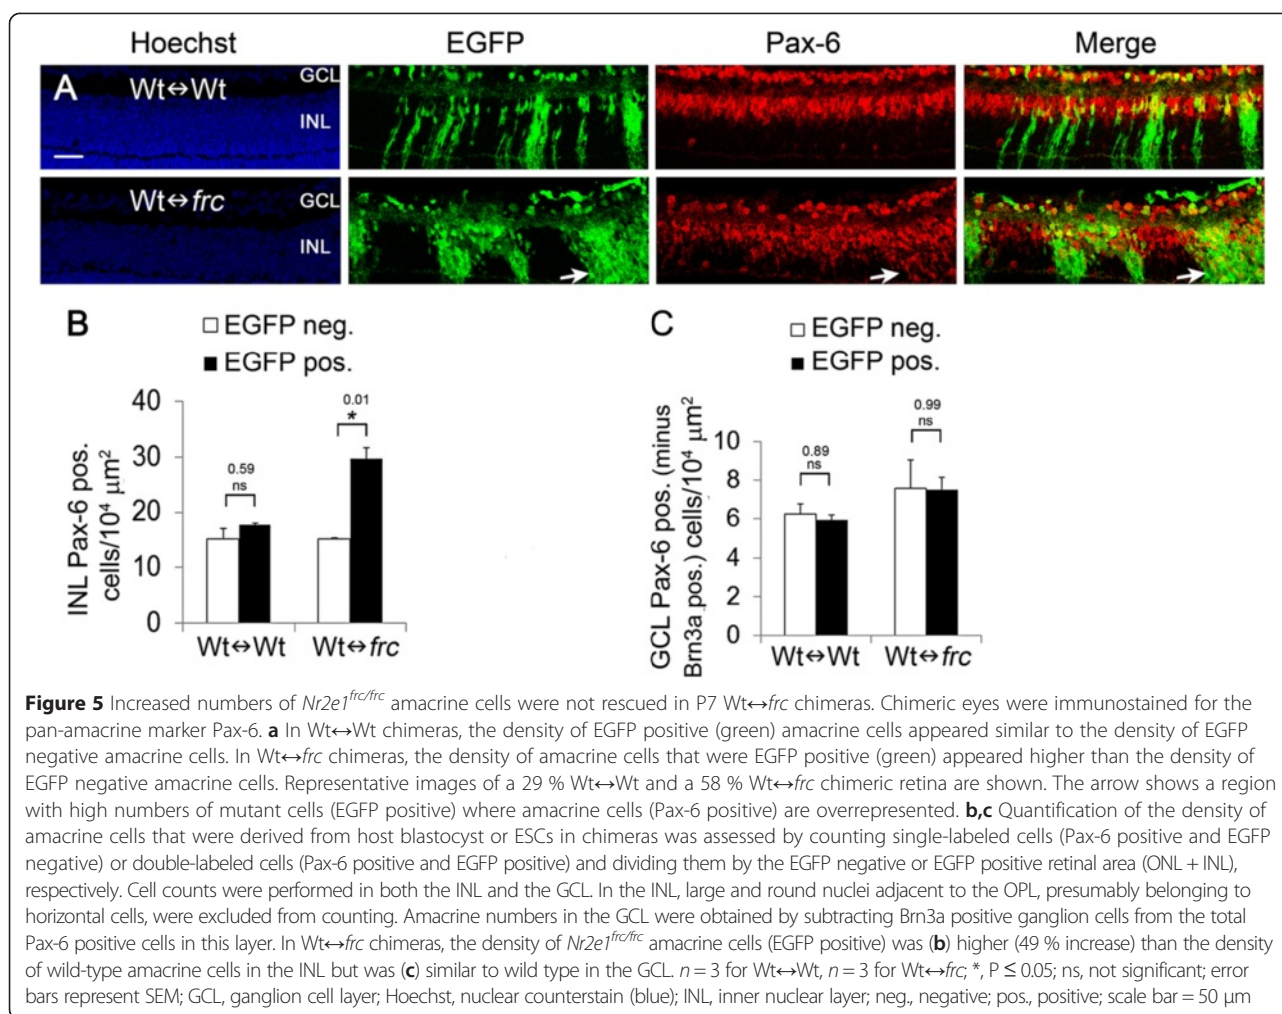 Hoechst EGFP Pax-6 Merge
A Wt↔Wt GCL
INL
Wt↔frc GCL
INL
B
EGFP neg.
EGFP pos.
INL Pax-6 pos.
cells/10⁴ µm²
40
30
20
10
0
0.59
ns
0.01
*
Wt↔Wt Wt↔frc
C
EGFP neg.
EGFP pos.
GCL Pax-6 pos. (minus
Brn3a pos.) cells/10⁴ µm²
10
8
6
4
2
0
0.89
ns
0.99
ns
Wt↔Wt Wt↔frc
Figure 5 Increased numbers of Nr2e1^frc/frc amacrine cells were not rescued in P7 Wt↔frc chimeras. Chimeric eyes were immunostained for the
pan-amacrine marker Pax-6. a In Wt↔Wt chimeras, the density of EGFP positive (green) amacrine cells appeared similar to the density of EGFP
negative amacrine cells. In Wt↔frc chimeras, the density of amacrine cells that were EGFP positive (green) appeared higher than the density of
EGFP negative amacrine cells. Representative images of a 29 % Wt↔Wt and a 58 % Wt↔frc chimeric retina are shown. The arrow shows a region
with high numbers of mutant cells (EGFP positive) where amacrine cells (Pax-6 positive) are overrepresented. b,c Quantification of the density of
amacrine cells that were derived from host blastocyst or ESCs in chimeras was assessed by counting single-labeled cells (Pax-6 positive and EGFP
negative) or double-labeled cells (Pax-6 positive and EGFP positive) and dividing them by the EGFP negative or EGFP positive retinal area (ONL + INL),
respectively. Cell counts were performed in both the INL and the GCL. In the INL, large and round nuclei adjacent to the OPL, presumably belonging to
horizontal cells, were excluded from counting. Amacrine numbers in the GCL were obtained by subtracting Brn3a positive ganglion cells from the total
Pax-6 positive cells in this layer. In Wt↔frc chimeras, the density of Nr2e1^frc/frc amacrine cells (EGFP positive) was (b) higher (49 % increase) than the density
of wild-type amacrine cells in the INL but was (c) similar to wild type in the GCL. n = 3 for Wt↔Wt, n = 3 for Wt↔frc; *, P ≤ 0.05; ns, not significant; error
bars represent SEM; GCL, ganglion cell layer; Hoechst, nuclear counterstain (blue); INL, inner nuclear layer; neg., negative; pos., positive; scale bar = 50 µm